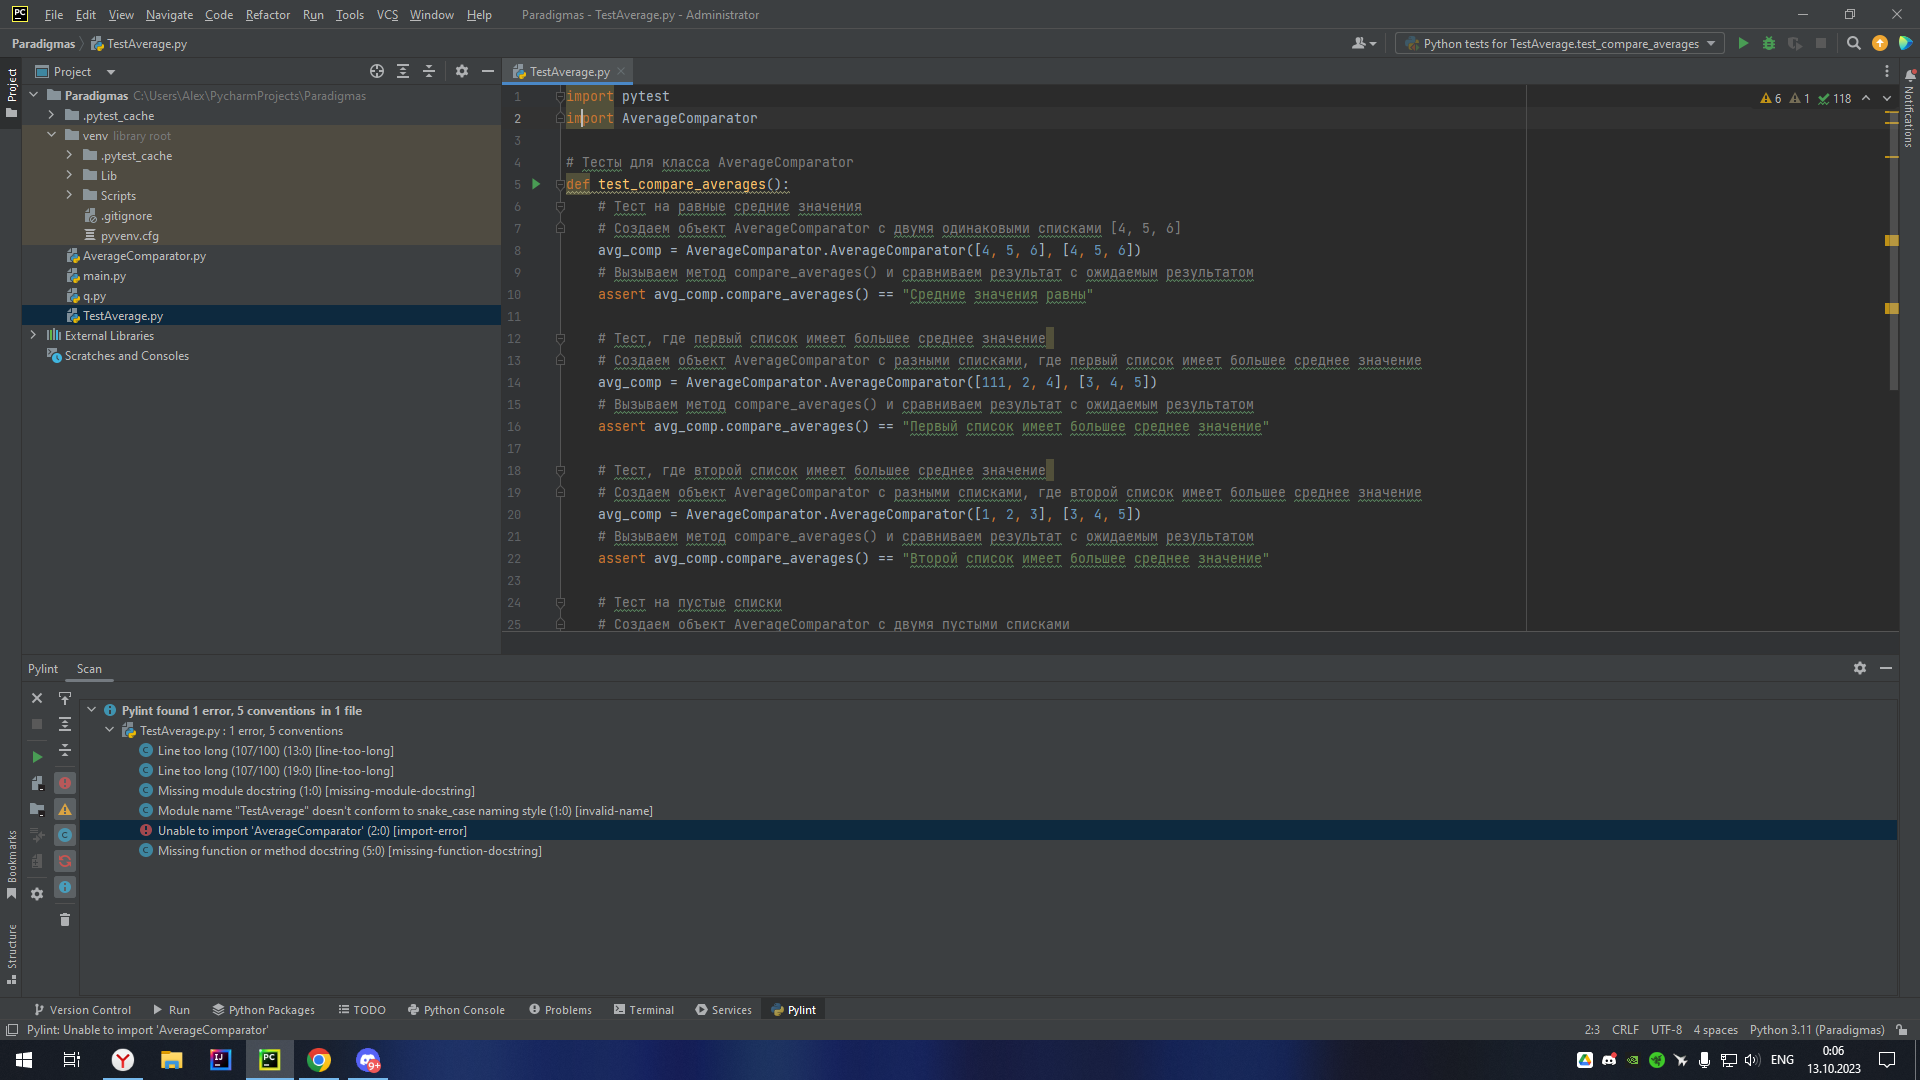 PC File Edit View Navigate Code Refactor Run Tools VCS Window Help Paradigmas - TestAverage.py - Administrator
Paradigmas TestAverage.py Python tests for TestAverage.test_compare_averages
Project
Project
Notifications
Paradigmas C:\Users\Alex\PycharmProjects\Paradigmas
.pytest_cache
venv library root
.pytest_cache
Lib
Scripts
.gitignore
pyvenv.cfg
AverageComparator.py
main.py
q.py
TestAverage.py
External Libraries
Scratches and Consoles
TestAverage.py
6 1 118
1 import pytest
2 import AverageComparator
3
4 # Тесты для класса AverageComparator
5 def test_compare_averages():
6 # Тест на равные средние значения
7 # Создаем объект AverageComparator с двумя одинаковыми списками [4, 5, 6]
8 avg_comp = AverageComparator.AverageComparator([4, 5, 6], [4, 5, 6])
9 # Вызываем метод compare_averages() и сравниваем результат с ожидаемым результатом
10 assert avg_comp.compare_averages() == "Средние значения равны"
11
12 # Тест, где первый список имеет большее среднее значение
13 # Создаем объект AverageComparator с разными списками, где первый список имеет большее среднее значение
14 avg_comp = AverageComparator.AverageComparator([111, 2, 4], [3, 4, 5])
15 # Вызываем метод compare_averages() и сравниваем результат с ожидаемым результатом
16 assert avg_comp.compare_averages() == "Первый список имеет большее среднее значение"
17
18 # Тест, где второй список имеет большее среднее значение
19 # Создаем объект AverageComparator с разными списками, где второй список имеет большее среднее значение
20 avg_comp = AverageComparator.AverageComparator([1, 2, 3], [3, 4, 5])
21 # Вызываем метод compare_averages() и сравниваем результат с ожидаемым результатом
22 assert avg_comp.compare_averages() == "Второй список имеет большее среднее значение"
23
24 # Тест на пустые списки
25 # Создаем объект AverageComparator с двумя пустыми списками
Pylint Scan
Pylint found 1 error, 5 conventions in 1 file
TestAverage.py : 1 error, 5 conventions
Line too long (107/100) (13:0) [line-too-long]
Line too long (107/100) (19:0) [line-too-long]
Missing module docstring (1:0) [missing-module-docstring]
Module name "TestAverage" doesn't conform to snake_case naming style (1:0) [invalid-name]
Unable to import 'AverageComparator' (2:0) [import-error]
Missing function or method docstring (5:0) [missing-function-docstring]
Bookmarks
Structure
Version Control Run Python Packages TODO Python Console Problems Terminal Services Pylint
Pylint: Unable to import 'AverageComparator' 2:3 CRLF UTF-8 4 spaces Python 3.11 (Paradigmas)
Y IJ PC 9+ ENG 0:06
13.10.2023